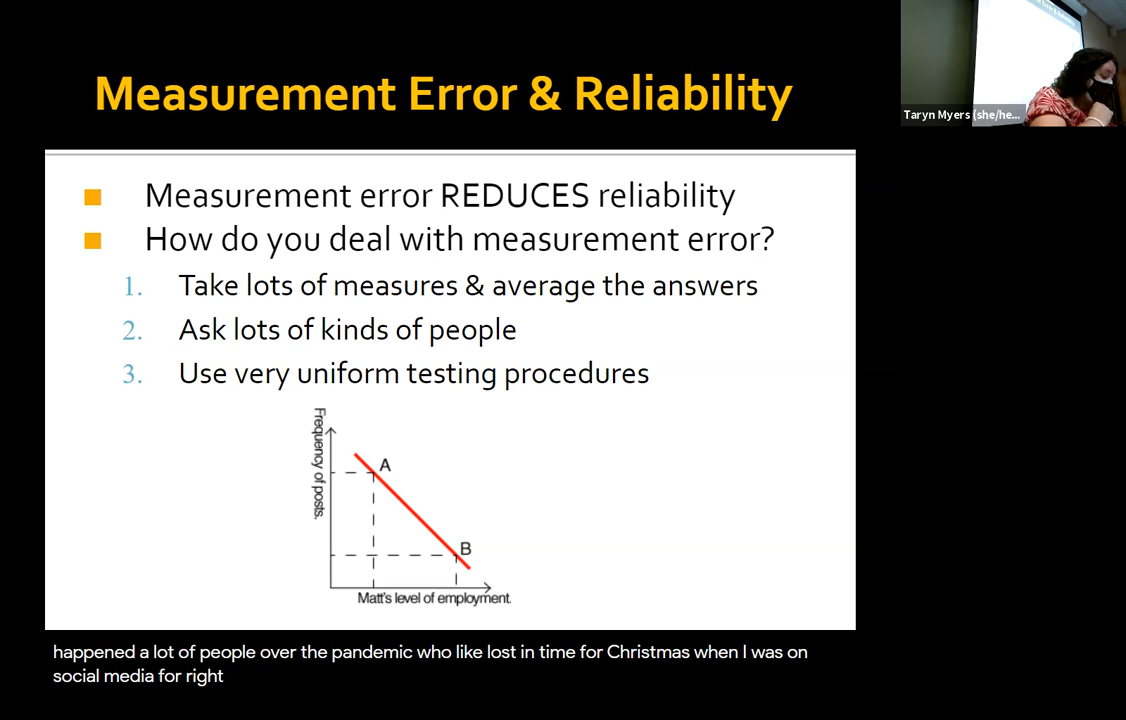 Measurement Error & Reliability
Taryn Myers (she/he...
Measurement error REDUCES reliability
How do you deal with measurement error?
1. Take lots of measures & average the answers
2. Ask lots of kinds of people
3. Use very uniform testing procedures
Frequency of posts.
A
B
Matt's level of employment.
happened a lot of people over the pandemic who like lost in time for Christmas when I was on
social media for right